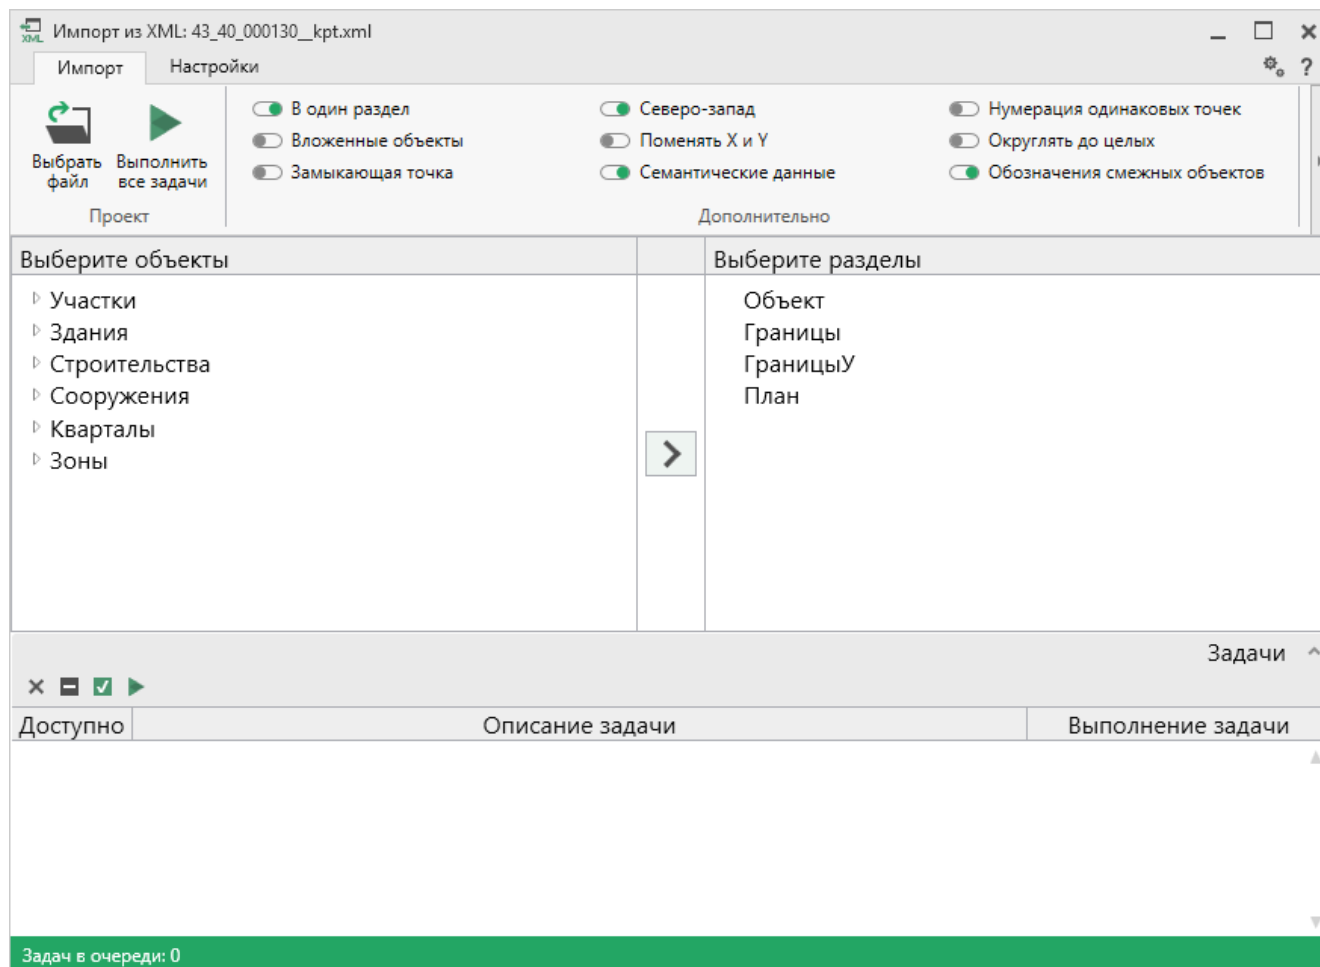 XML Импорт из XML: 43_40_000130__kpt.xml
Импорт Настройки ?
Выбрать файл
Выполнить все задачи
Проект
В один раздел
Вложенные объекты
Замыкающая точка
Северо-запад
Поменять X и Y
Семантические данные
Нумерация одинаковых точек
Округлять до целых
Обозначения смежных объектов
Дополнительно
Выберите объекты
Участки
Здания
Строительства
Сооружения
Кварталы
Зоны
Выберите разделы
Объект
Границы
ГраницыУ
План
Задачи
Доступно Описание задачи Выполнение задачи
Задач в очереди: 0